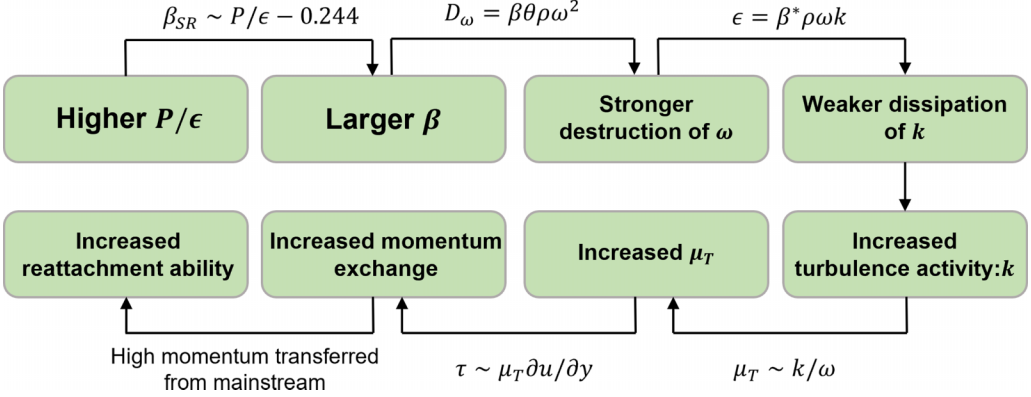 β_SR ~ P/ϵ − 0.244
D_ω = βθρω²
ϵ = β*ρωk
Higher P/ϵ
Larger β
Stronger
destruction of ω
Weaker dissipation
of k
Increased
reattachment ability
Increased momentum
exchange
Increased μ_T
Increased
turbulence activity:k
High momentum transferred
from mainstream
τ ~ μ_T ∂u/∂y
μ_T ~ k/ω